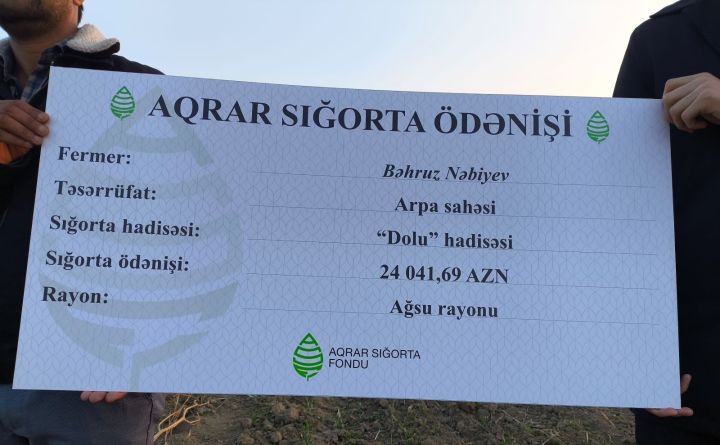 AQRAR SIĞORTA ÖDƏNİŞİ
Fermer: Bəhruz Nəbiyev
Təsərrüfat: Arpa sahəsi
Sığorta hadisəsi: “Dolu” hadisəsi
Sığorta ödənişi: 24 041,69 AZN
Rayon: Ağsu rayonu
AQRAR SIĞORTA
FONDU